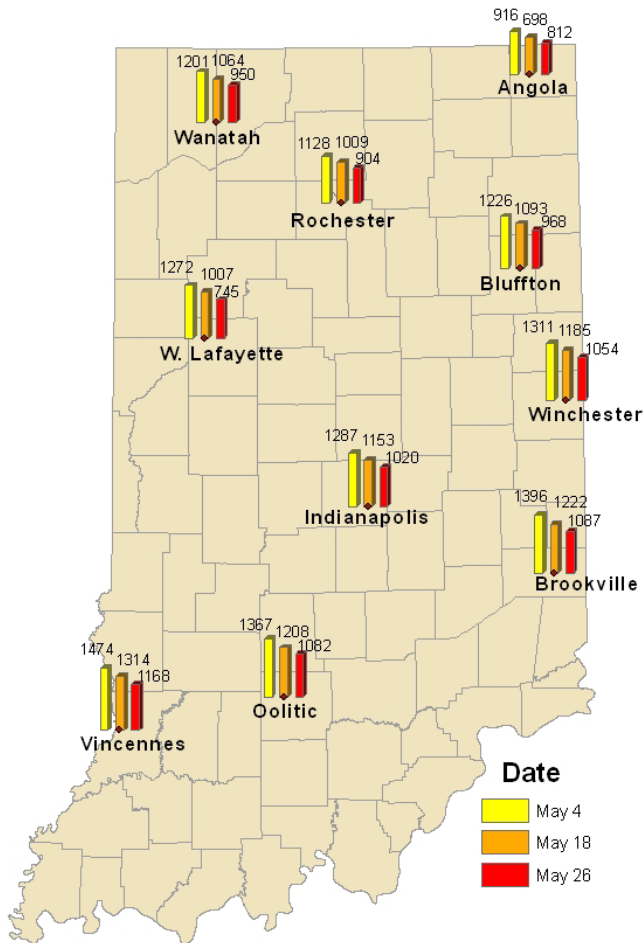 916 698 812
Angola
1201 1064 950
Wanatah
1128 1009 904
Rochester
1226 1093 968
Bluffton
1272 1007 745
W. Lafayette
1311 1185 1054
Winchester
1287 1153 1020
Indianapolis
1396 1222 1087
Brookville
1367 1208 1082
Oolitic
1474 1314 1168
Vincennes
Date
May 4
May 18
May 26